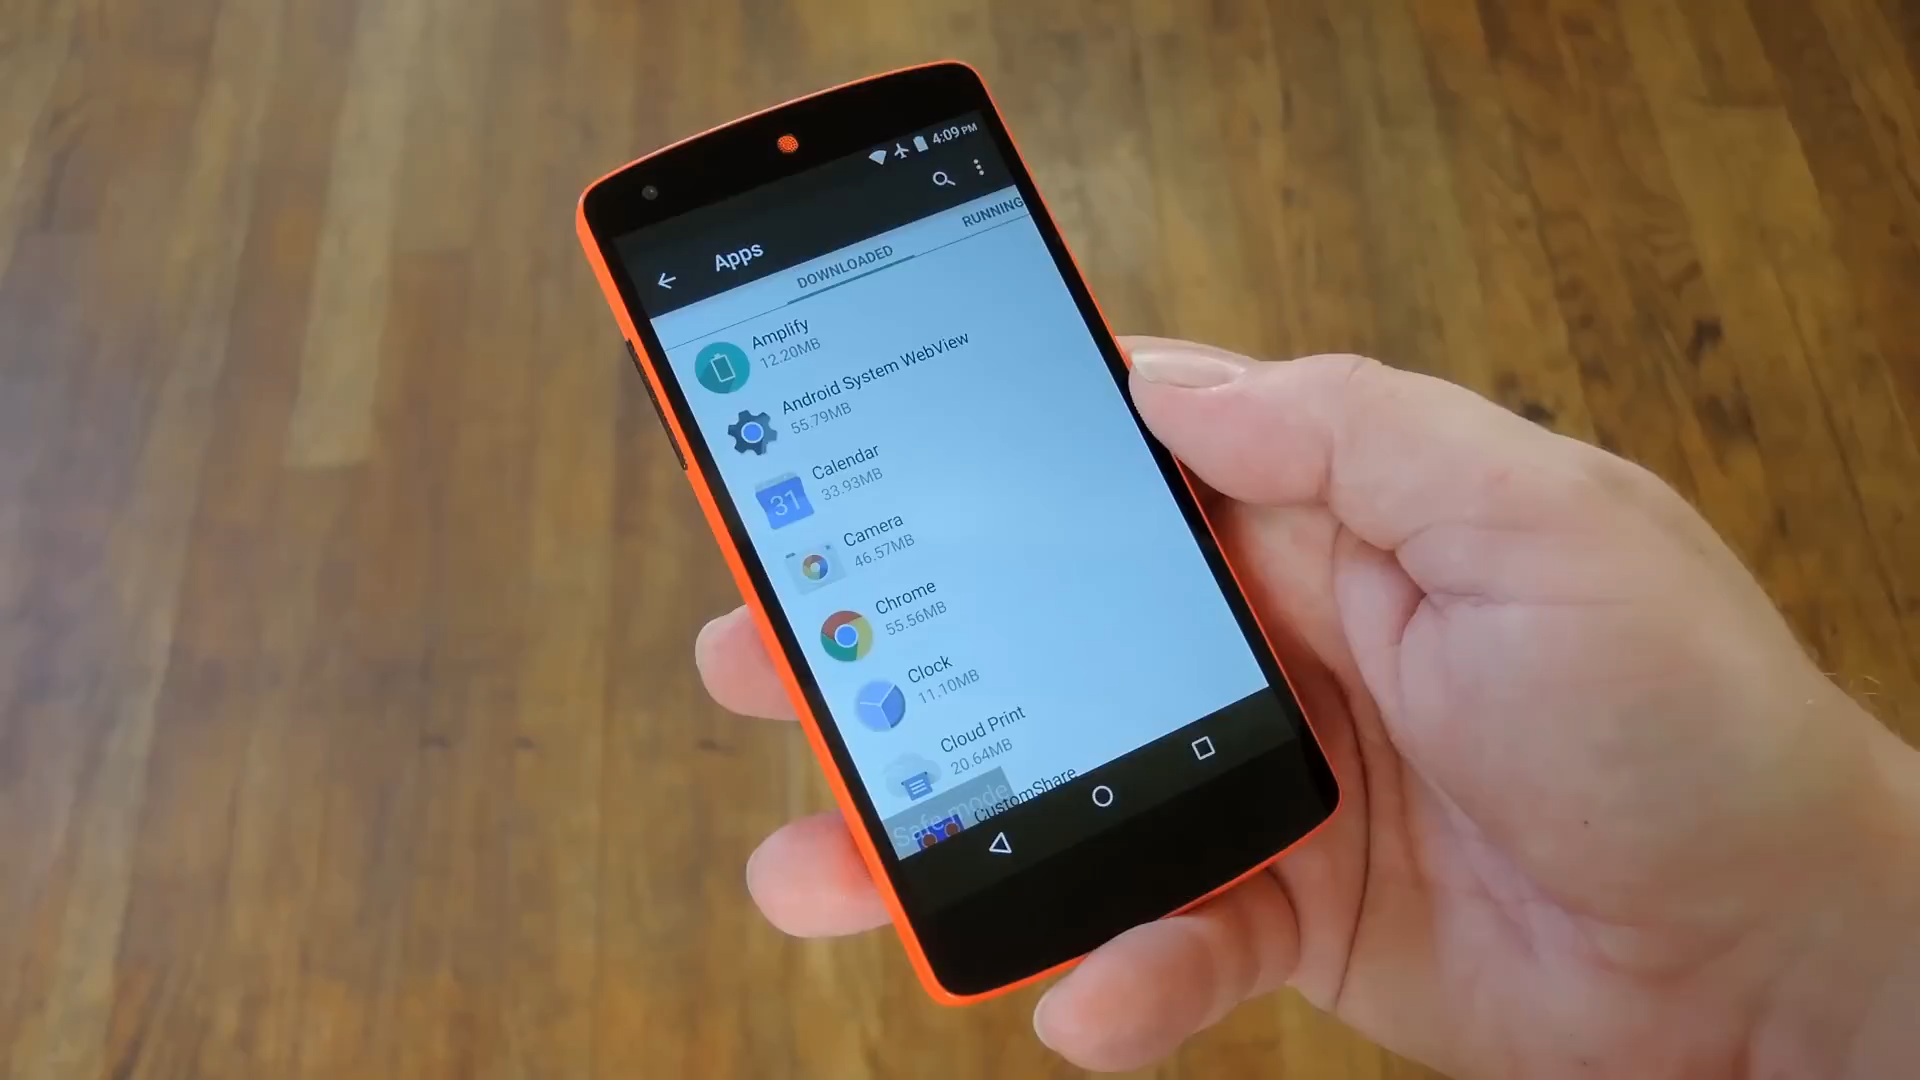 4:09 PM
Apps
DOWNLOADED
RUNNING
Amplify
12.20MB
Android System WebView
55.79MB
31
Calendar
33.93MB
Camera
46.57MB
Chrome
55.56MB
Clock
11.10MB
Cloud Print
20.64MB
CustomShare
Safe mode